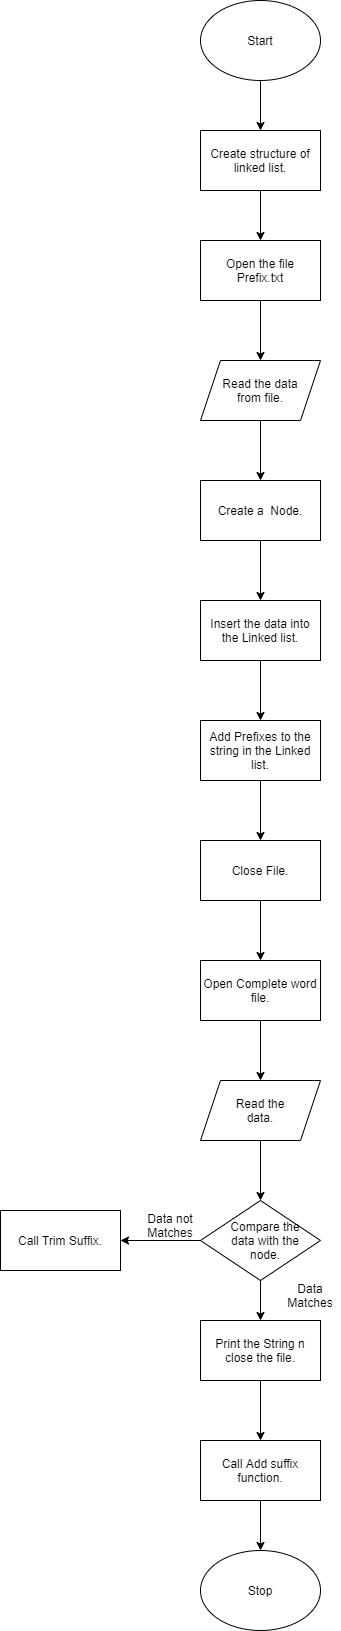 Start
Create structure of
linked list.
Open the file
Prefix.txt
Read the data
from file.
Create a  Node.
Insert the data into
the Linked list.
Add Prefixes to the
string in the Linked
list.
Close File.
Open Complete word
file.
Read the
data.
Compare the
data with the
node.
Data not
Matches
Call Trim Suffix.
Data
Matches
Print the String n
close the file.
Call Add suffix
function.
Stop